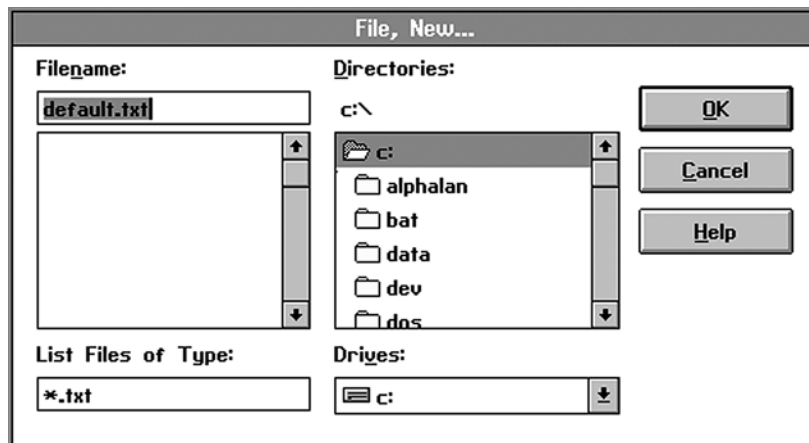 File, New...
Filename:
default.txt
List Files of Type:
*.txt
Directories:
c:\
c:
alphalan
bat
data
dev
dos
Drives:
c:
OK
Cancel
Help